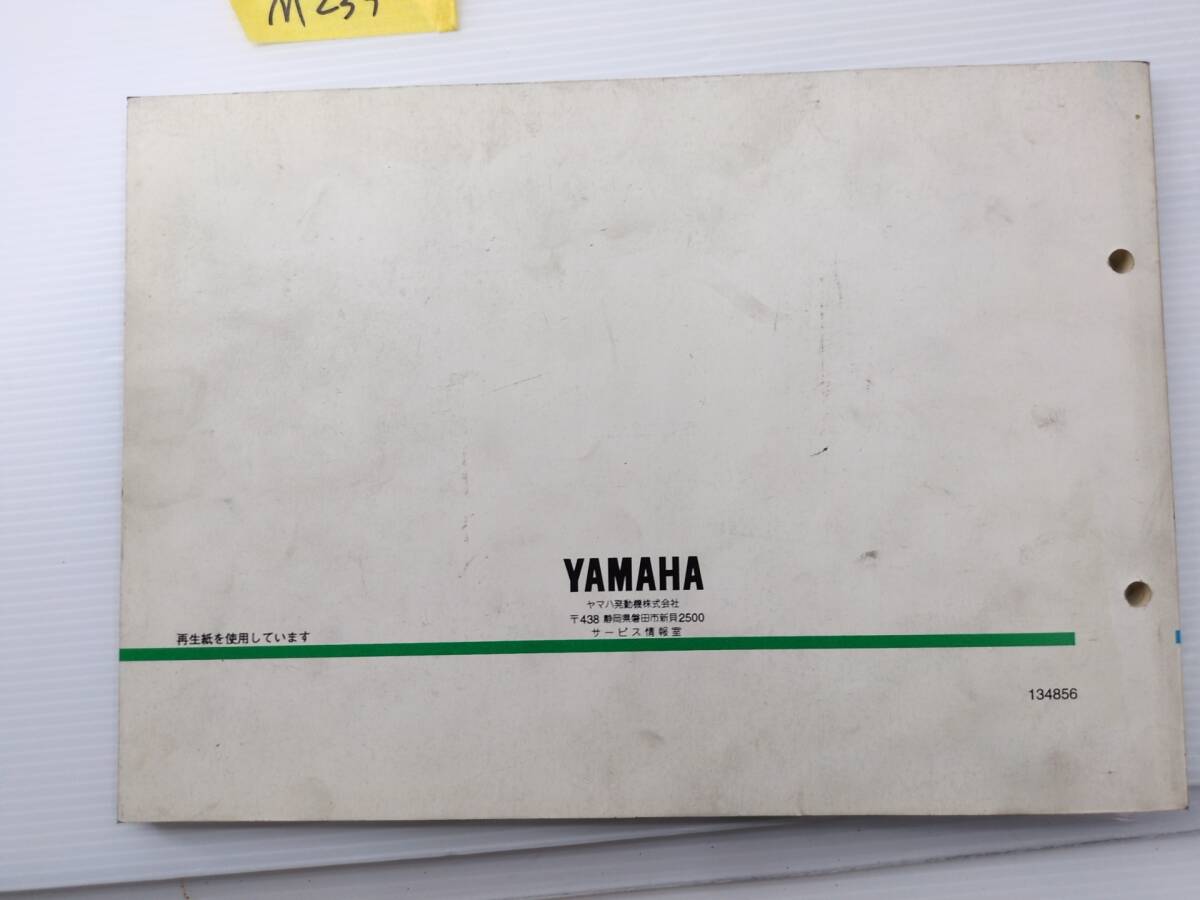 YAMAHA
ヤマハ発動機株式会社
〒438 静岡県磐田市新貝2500
サービス情報室
再生紙を使用しています
134856